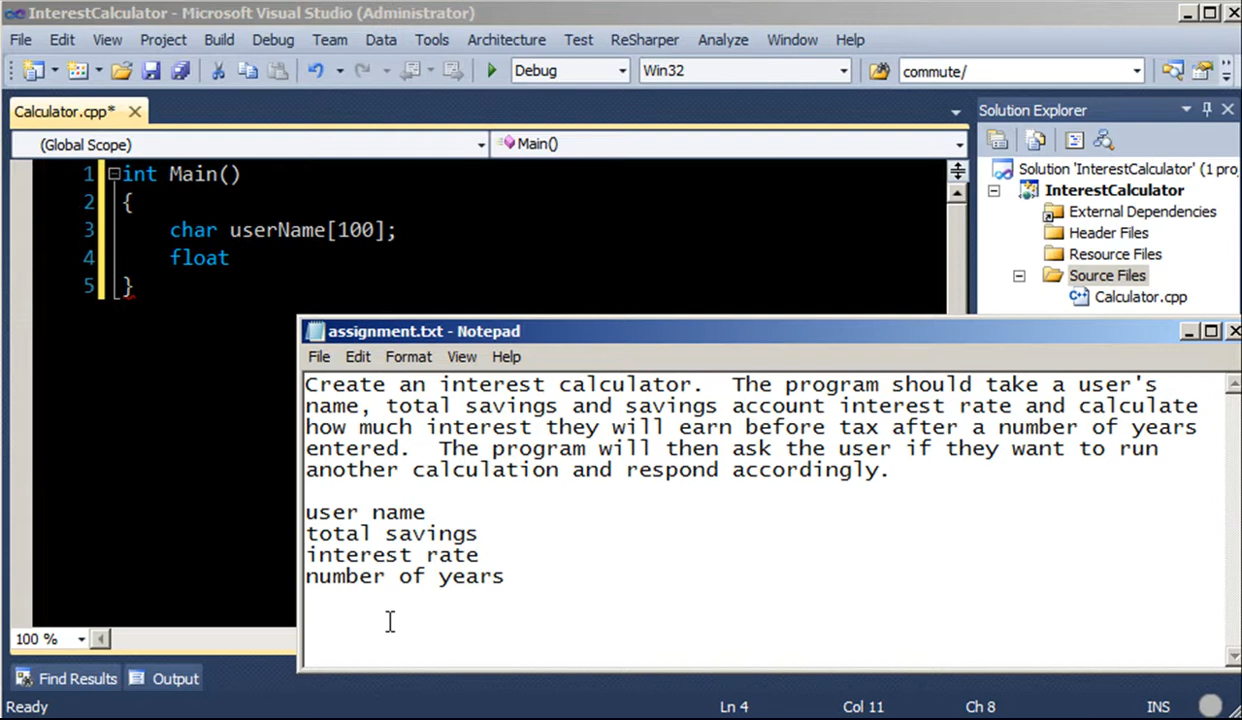 InterestCalculator - Microsoft Visual Studio (Administrator)
File Edit View Project Build Debug Team Data Tools Architecture Test ReSharper Analyze Window Help
Debug Win32 commute/
Calculator.cpp*
(Global Scope) Main()
1 int Main()
2 {
3 char userName[100];
4 float
5 }
Solution Explorer
Solution 'InterestCalculator' (1 proj
InterestCalculator
External Dependencies
Header Files
Resource Files
Source Files
Calculator.cpp
assignment.txt - Notepad
File Edit Format View Help
Create an interest calculator. The program should take a user's
name, total savings and savings account interest rate and calculate
how much interest they will earn before tax after a number of years
entered. The program will then ask the user if they want to run
another calculation and respond accordingly.
user name
total savings
interest rate
number of years
100 %
Find Results Output
Ready Ln 4 Col 11 Ch 8 INS